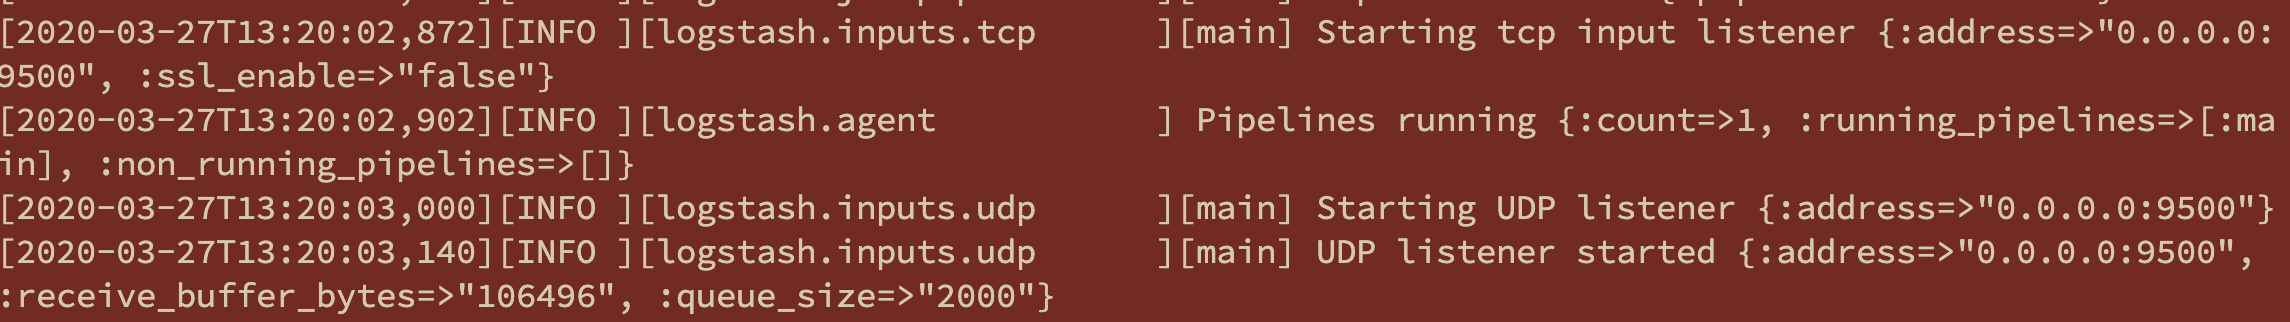 [2020-03-27T13:20:02,872][INFO ][logstash.inputs.tcp      ][main] Starting tcp input listener {:address=>"0.0.0.0:
9500", :ssl_enable=>"false"}
[2020-03-27T13:20:02,902][INFO ][logstash.agent           ] Pipelines running {:count=>1, :running_pipelines=>[:ma
in], :non_running_pipelines=>[]}
[2020-03-27T13:20:03,000][INFO ][logstash.inputs.udp      ][main] Starting UDP listener {:address=>"0.0.0.0:9500"}
[2020-03-27T13:20:03,140][INFO ][logstash.inputs.udp      ][main] UDP listener started {:address=>"0.0.0.0:9500",
:receive_buffer_bytes=>"106496", :queue_size=>"2000"}